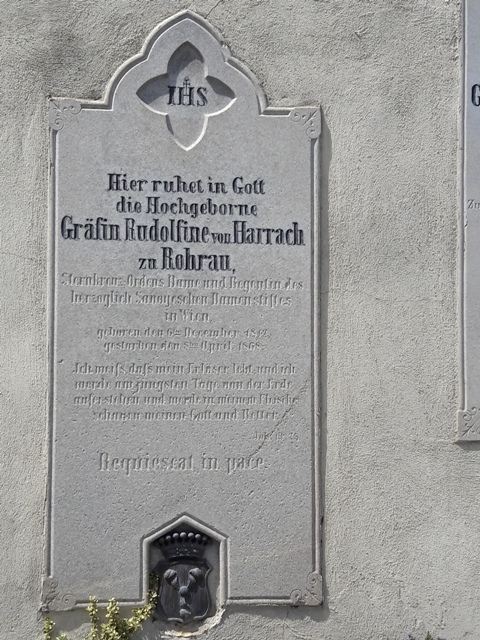 IHS
Hier ruhet in Gott
die Hochgeborne
Gräfin Rudolfine von Harrach
zu Rohrau,
Sternkreuz-Ordens Dame und Regentin des
herzoglich Savoyeschen Damenstiftes
in Wien,
geboren den 6ten December
gestorben den 8ten April 1868.
Ich weiss, dass mein Erlöser lebt, und ich
werde am jüngsten Tage von der Erde
auferstehen und werde in meinem Fleische
schauen meinen Gott und Retter.
Requiescat in pace.